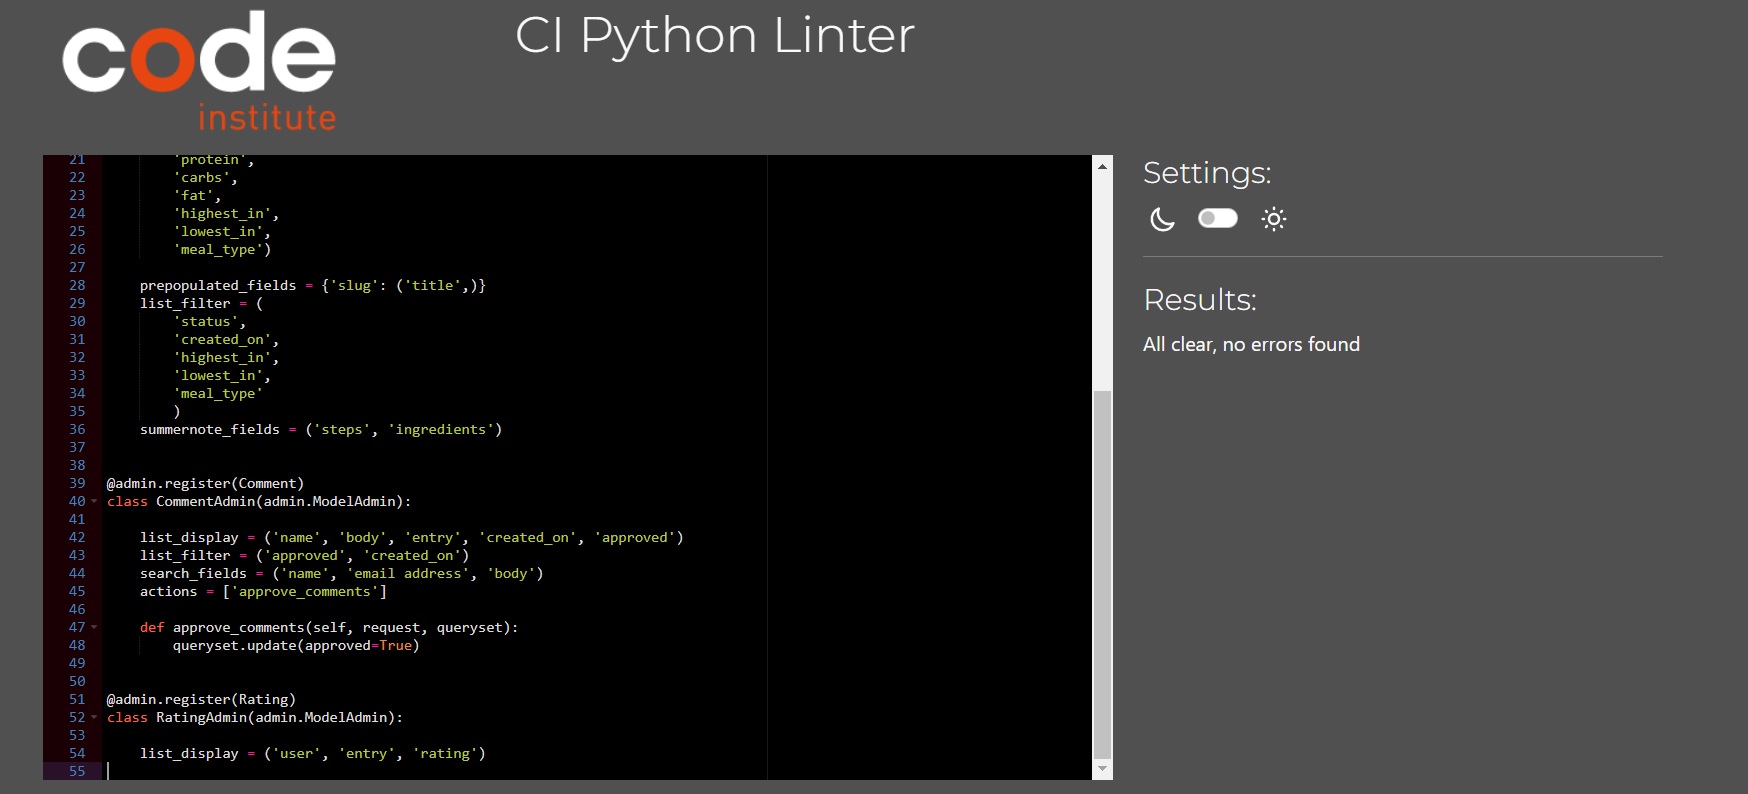 code
institute
CI Python Linter
21 'protein',
22 'carbs',
23 'fat',
24 'highest_in',
25 'lowest_in',
26 'meal_type')
27
28 prepopulated_fields = {'slug': ('title',)}
29 list_filter = (
30 'status',
31 'created_on',
32 'highest_in',
33 'lowest_in',
34 'meal_type'
35 )
36 summernote_fields = ('steps', 'ingredients')
37
38
39 @admin.register(Comment)
40 class CommentAdmin(admin.ModelAdmin):
41
42 list_display = ('name', 'body', 'entry', 'created_on', 'approved')
43 list_filter = ('approved', 'created_on')
44 search_fields = ('name', 'email address', 'body')
45 actions = ['approve_comments']
46
47 def approve_comments(self, request, queryset):
48 queryset.update(approved=True)
49
50
51 @admin.register(Rating)
52 class RatingAdmin(admin.ModelAdmin):
53
54 list_display = ('user', 'entry', 'rating')
55
Settings:
Results:
All clear, no errors found